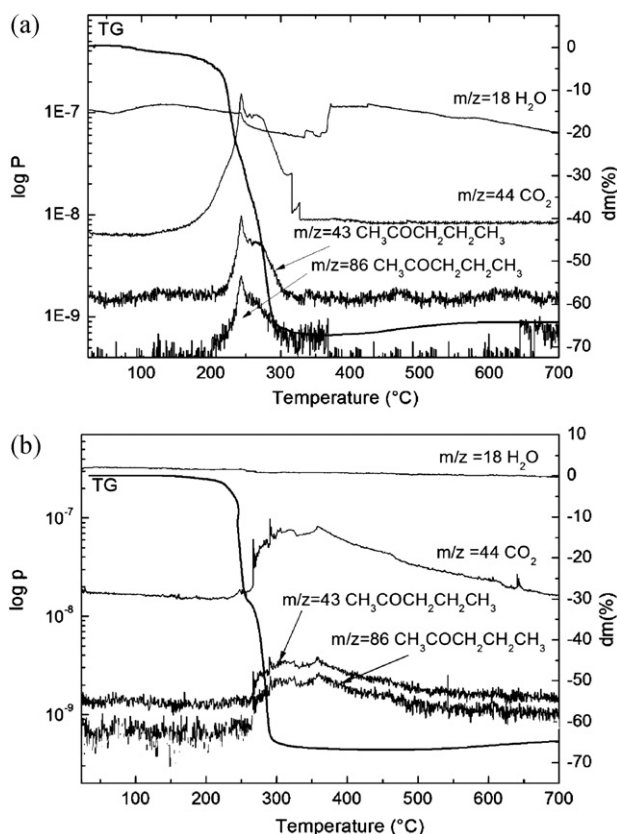 (a)
TG
m/z=18 H₂O
m/z=44 CO₂
m/z=43 CH₃COCH₂CH₂CH₃
m/z=86 CH₃COCH₂CH₂CH₃
1E-7
1E-8
1E-9
log P
0
-10
-20
-30
-40
-50
-60
-70
dm(%)
100 200 300 400 500 600 700
Temperature (°C)
(b)
TG
m/z =18 H₂O
m/z =44 CO₂
m/z=43 CH₃COCH₂CH₂CH₃
m/z=86 CH₃COCH₂CH₂CH₃
10⁻⁷
10⁻⁸
10⁻⁹
log p
10
0
-10
-20
-30
-40
-50
-60
-70
dm(%)
100 200 300 400 500 600 700
Temperature (°C)